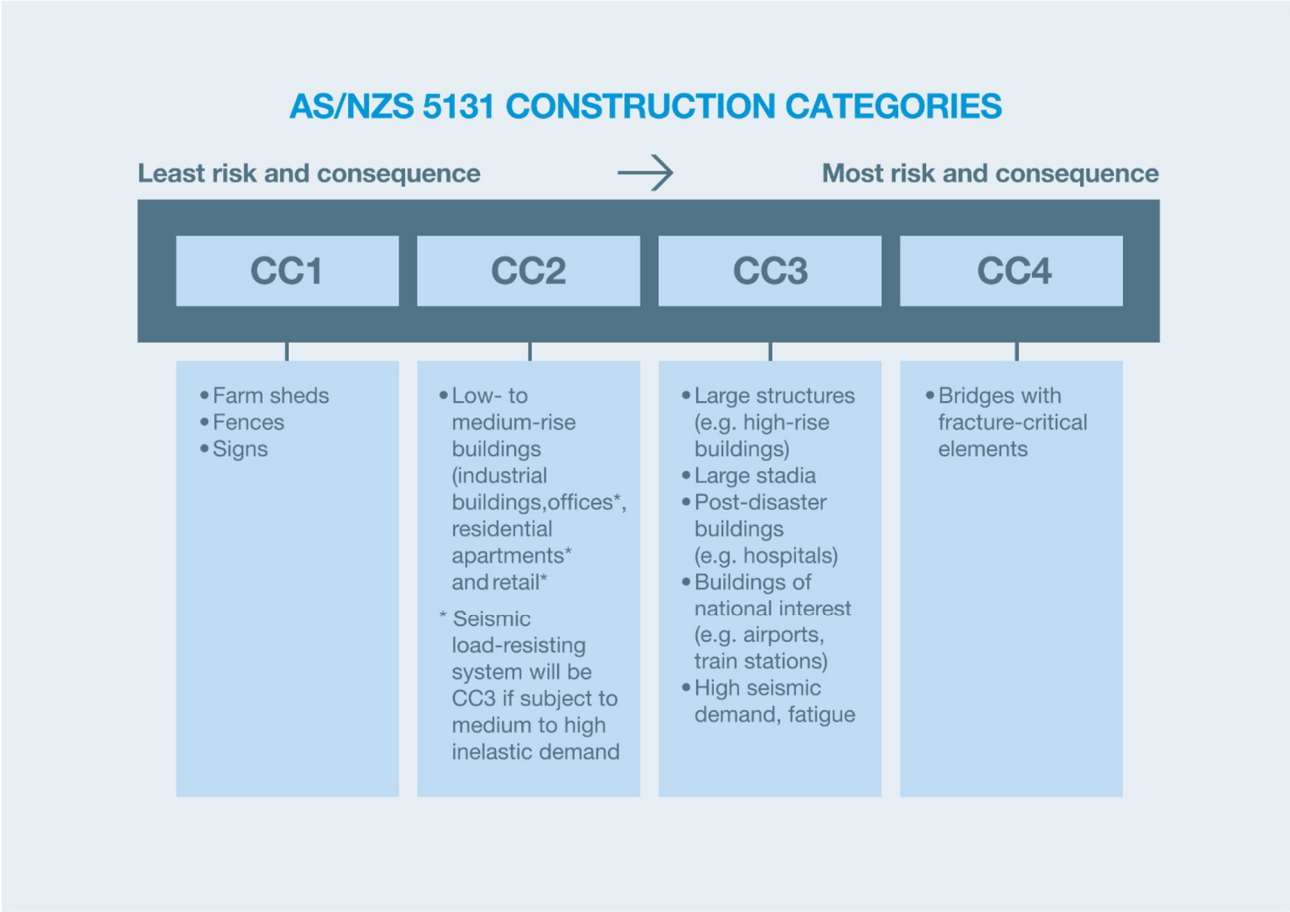 AS/NZS 5131 CONSTRUCTION CATEGORIES
Least risk and consequence
Most risk and consequence
CC1
CC2
CC3
CC4
• Farm sheds
• Fences
• Signs
• Low- to
medium-rise
buildings
(industrial
buildings,offices*,
residential
apartments*
and retail*
* Seismic
load-resisting
system will be
CC3 if subject to
medium to high
inelastic demand
• Large structures
(e.g. high-rise
buildings)
• Large stadia
• Post-disaster
buildings
(e.g. hospitals)
• Buildings of
national interest
(e.g. airports,
train stations)
• High seismic
demand, fatigue
• Bridges with
fracture-critical
elements